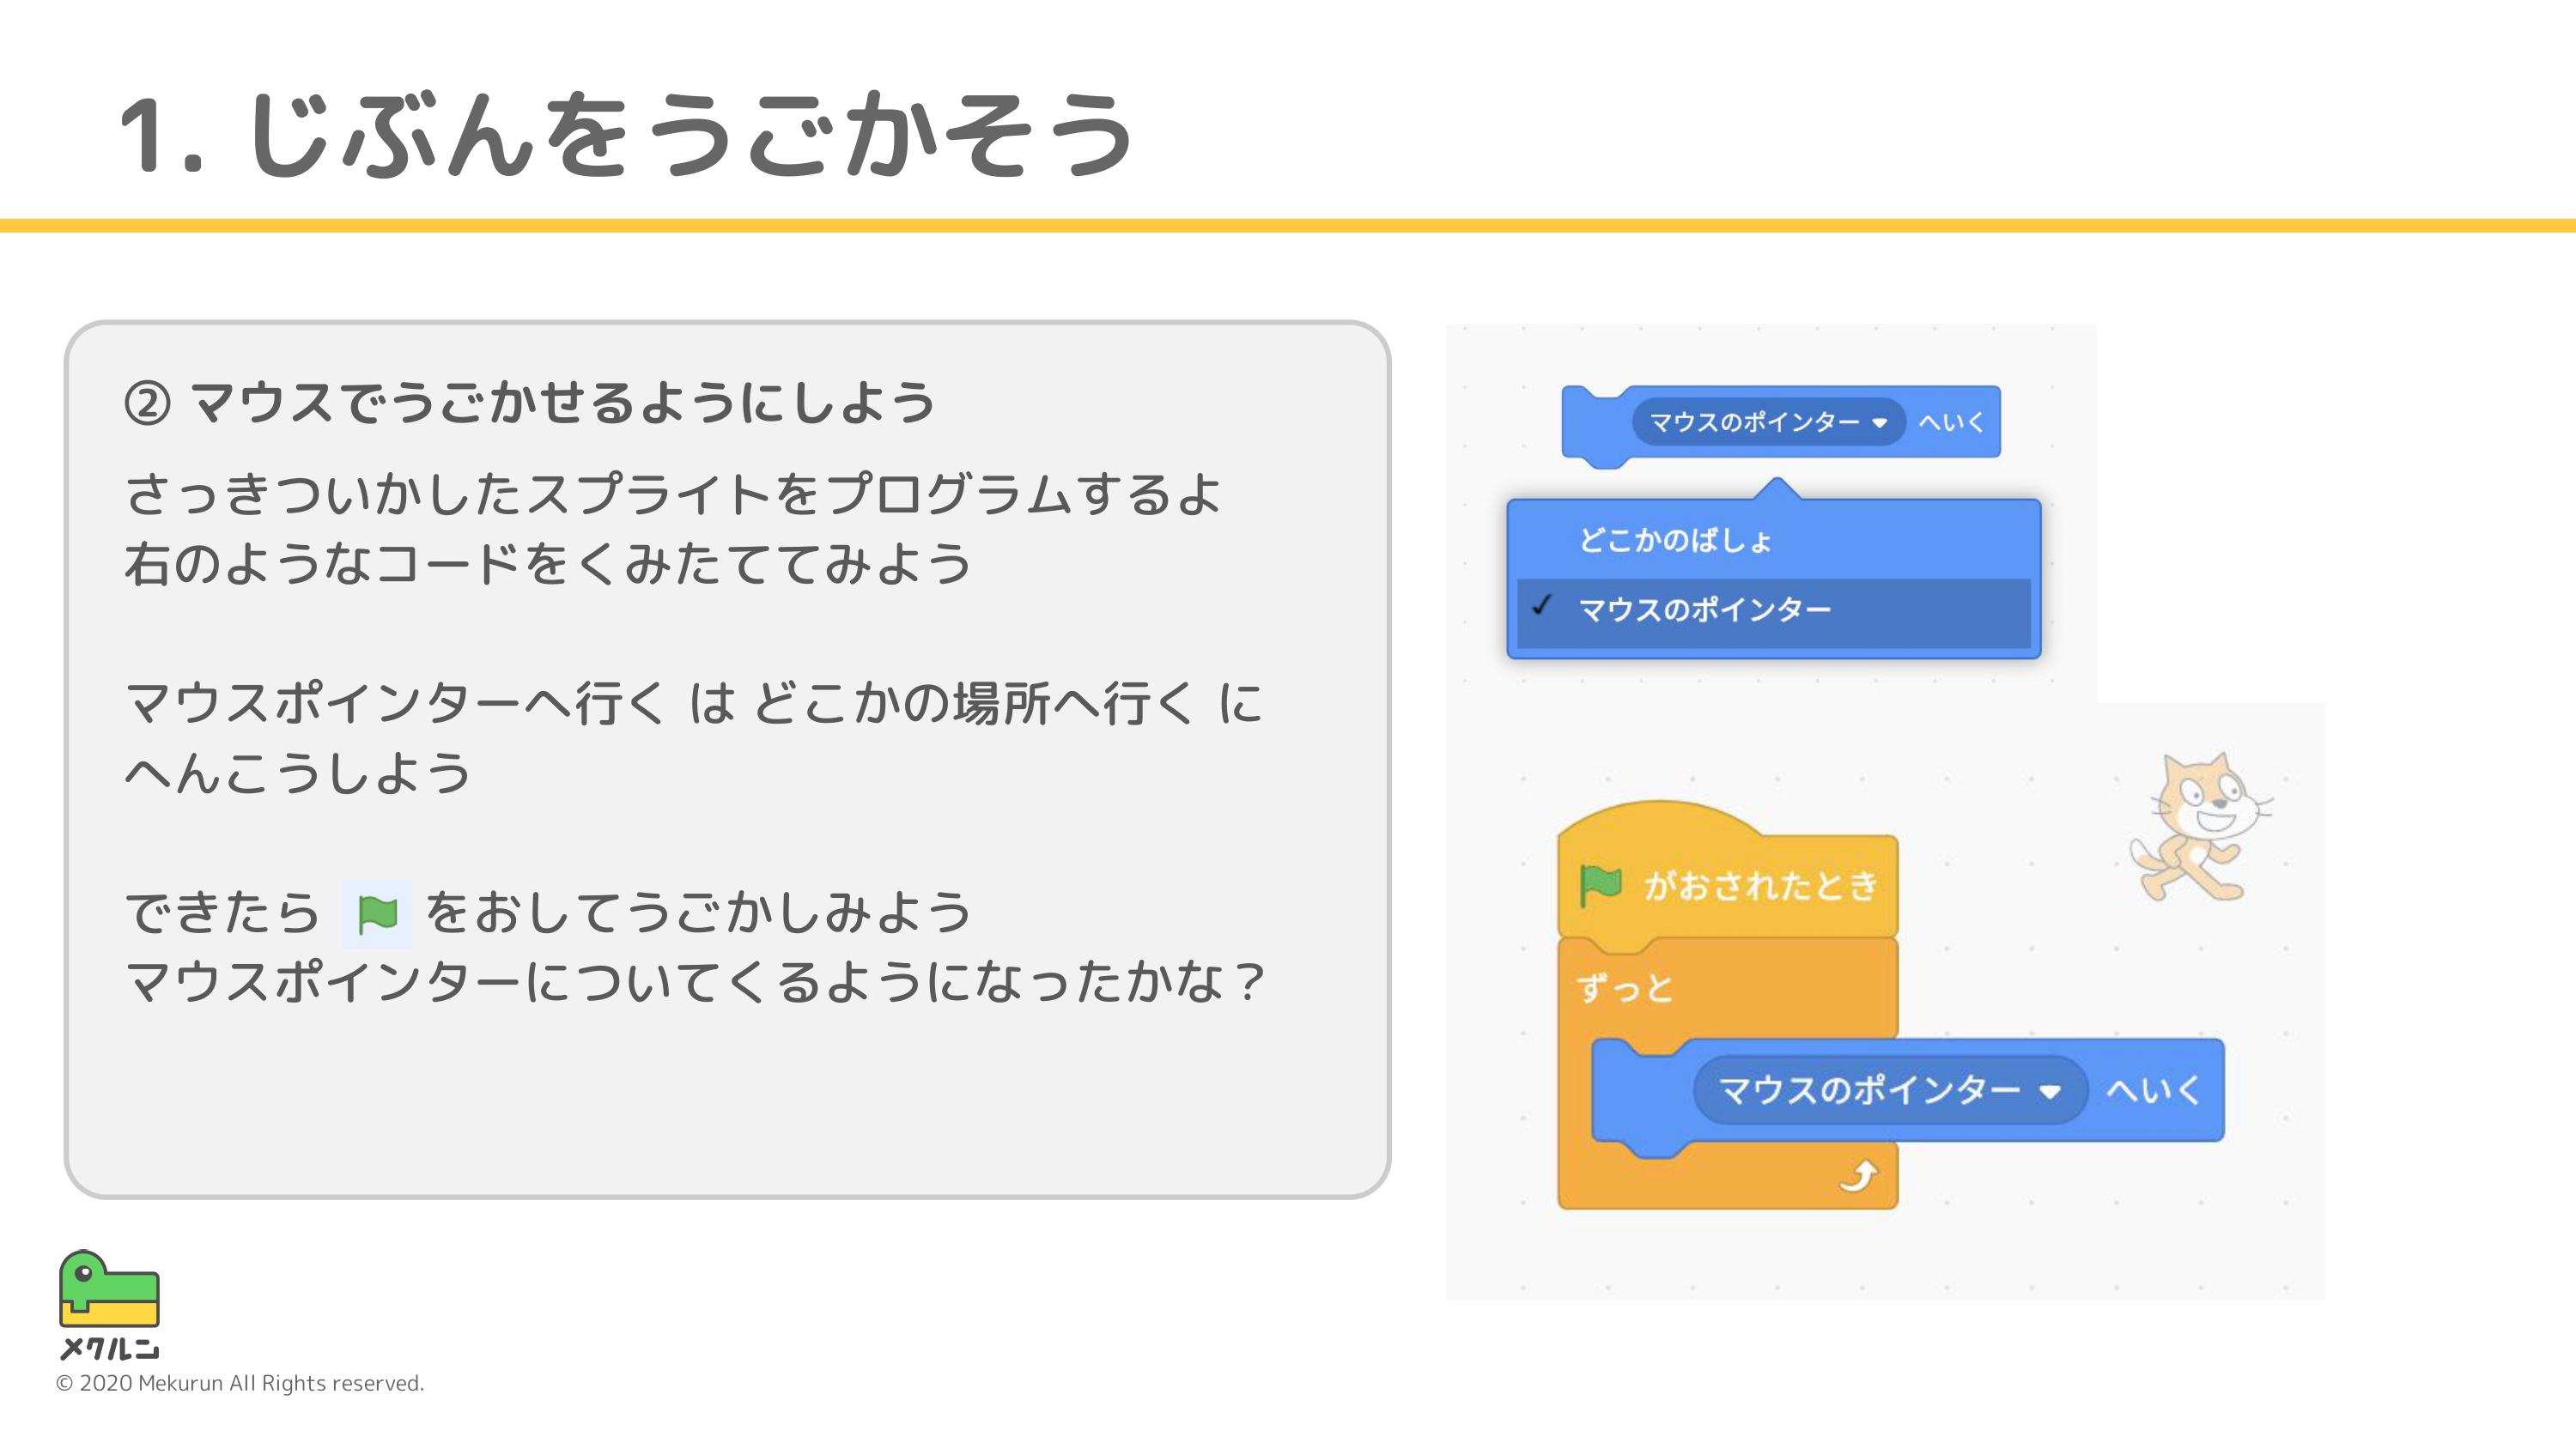 1. じぶんをうごかそう
② マウスでうごかせるようにしよう
さっきついかしたスプライトをプログラムするよ
右のようなコードをくみたててみよう
マウスポインターへ行く は どこかの場所へ行く に
へんこうしよう
できたら をおしてうごかしみよう
マウスポインターについてくるようになったかな？
マウスのポインター へいく
どこかのばしょ
✓ マウスのポインター
がおされたとき
ずっと
マウスのポインター へいく
メクルン
© 2020 Mekurun All Rights reserved.